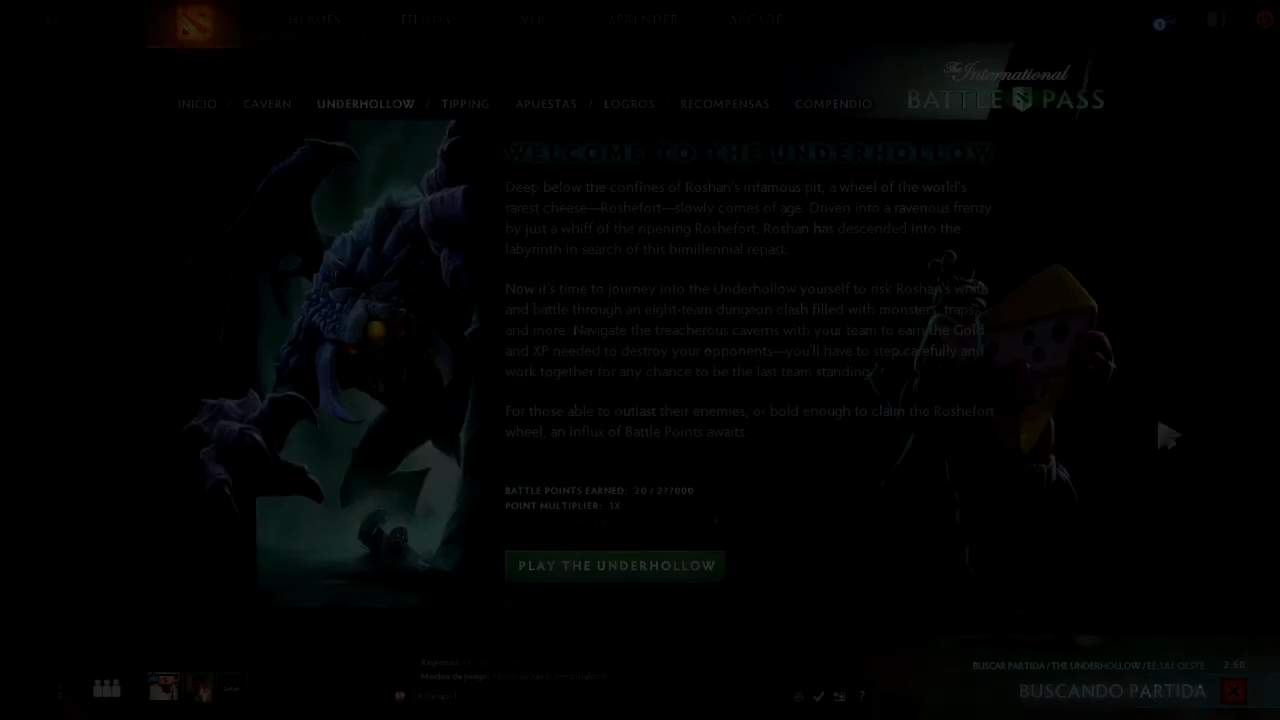 HEROES TIENDA VER APRENDER ARCADE
The International
BATTLE PASS
INICIO / CAVERN UNDERHOLLOW / TIPPING APUESTAS / LOGROS / RECOMPENSAS COMPENDIO
WELCOME TO THE UNDERHOLLOW
Deep below the confines of Roshan's infamous pit, a wheel of the world's
rarest cheese—Roshefort—slowly comes of age. Driven into a ravenous frenzy
by just a whiff of the ripening Roshefort, Roshan has descended into the
labyrinth in search of this bimillennial repast.
Now it's time to journey into the Underhollow yourself to risk Roshan's wrath
and battle through an eight-team dungeon clash filled with monsters, traps,
and more. Navigate the treacherous caverns with your team to earn the Gold
and XP needed to destroy your opponents—you'll have to step carefully and
work together for any chance to be the last team standing.
For those able to outlast their enemies, or bold enough to claim the Roshefort
wheel, an influx of Battle Points awaits.
BATTLE POINTS EARNED: 20 /
POINT MULTIPLIER: 1X
PLAY THE UNDERHOLLOW
Regiones:
Modos de juego:
BUSCAR PARTIDA / THE UNDERHOLLOW / EE. UU. OESTE 2:50
BUSCANDO PARTIDA